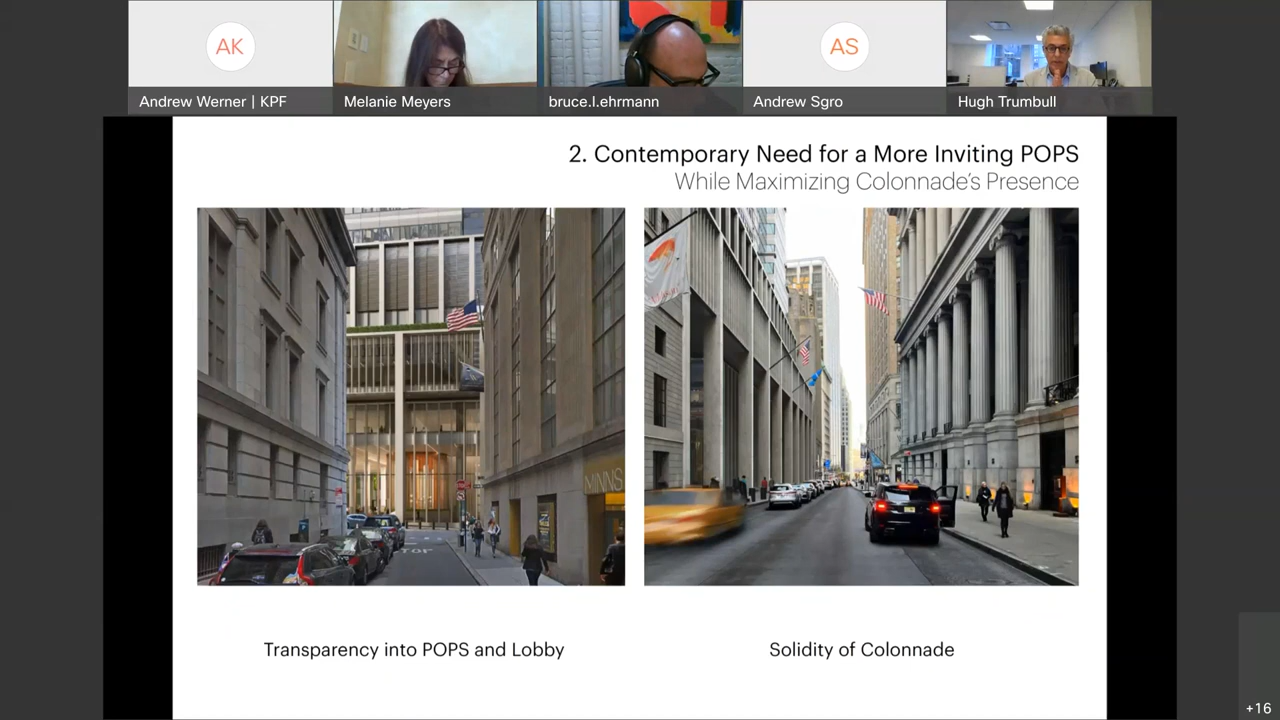 AK
Andrew Werner | KPF
Melanie Meyers
bruce.l.ehrmann
AS
Andrew Sgro
Hugh Trumbull
2. Contemporary Need for a More Inviting POPS
While Maximizing Colonnade's Presence
MINNS
Transparency into POPS and Lobby
Solidity of Colonnade
+16